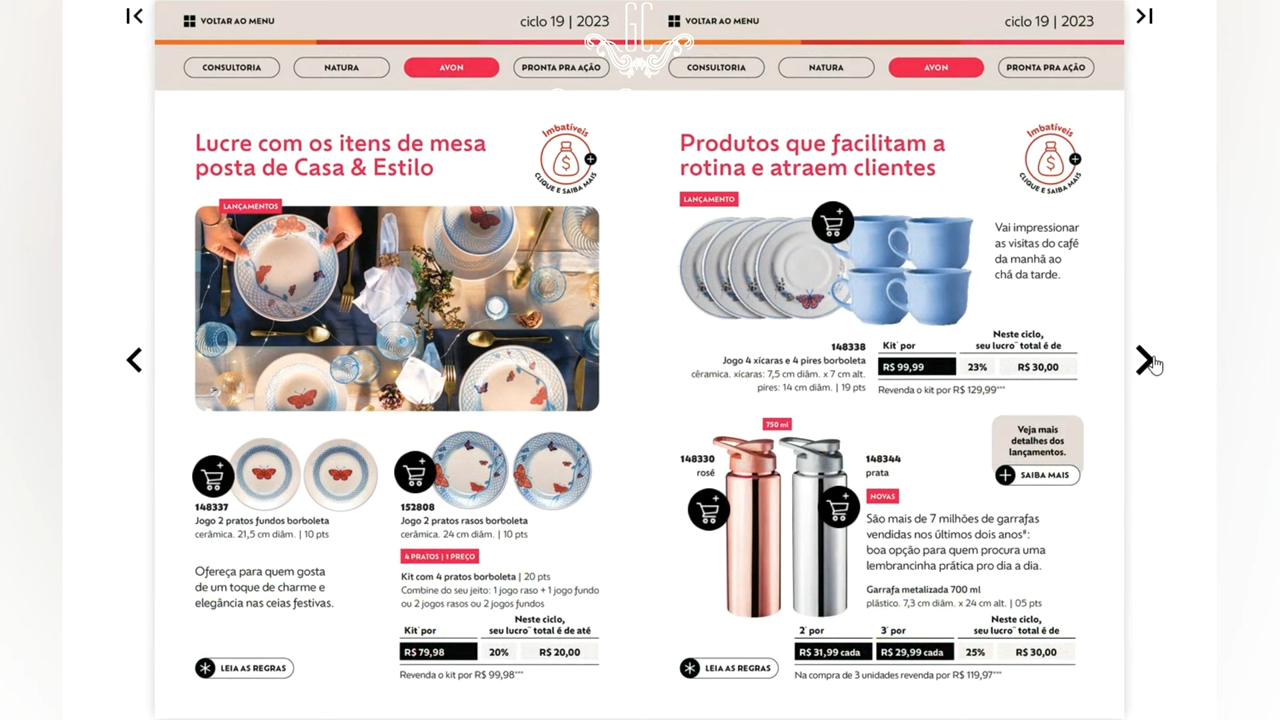 VOLTAR AO MENU
ciclo 19 | 2023
GC
VOLTAR AO MENU
ciclo 19 | 2023
CONSULTORIA
NATURA
AVON
PRONTA PRA AÇÃO
CONSULTORIA
NATURA
AVON
PRONTA PRA AÇÃO
Lucre com os itens de mesa
posta de Casa & Estilo
Imbatíveis
CLIQUE E SAIBA MAIS
LANÇAMENTOS
148337
Jogo 2 pratos fundos borboleta
cerâmica. 21,5 cm diâm. | 10 pts
Ofereça para quem gosta
de um toque de charme e
elegância nas ceias festivas.
152808
Jogo 2 pratos rasos borboleta
cerâmica. 24 cm diâm. | 10 pts
4 PRATOS | 1 PREÇO
Kit com 4 pratos borboleta | 20 pts
Combine do seu jeito: 1 jogo raso + 1 jogo fundo
ou 2 jogos rasos ou 2 jogos fundos
Kit* por
Neste ciclo,
seu lucro** total é de até
R$ 79,98
20%
R$ 20,00
Revenda o kit por R$ 99,98***
LEIA AS REGRAS
Produtos que facilitam a
rotina e atraem clientes
Imbatíveis
CLIQUE E SAIBA MAIS
LANÇAMENTO
Vai impressionar
as visitas do café
da manhã ao
chá da tarde.
148338
Jogo 4 xícaras e 4 pires borboleta
cêramica. xícaras: 7,5 cm diâm. x 7 cm alt.
pires: 14 cm diâm. | 19 pts
Kit* por
Neste ciclo,
seu lucro** total é de
R$ 99,99
23%
R$ 30,00
Revenda o kit por R$ 129,99***
750 ml
148330
rosé
148344
prata
Veja mais
detalhes dos
lançamentos.
SAIBA MAIS
NOVAS
São mais de 7 milhões de garrafas
vendidas nos últimos dois anos#:
boa opção para quem procura uma
lembrancinha prática pro dia a dia.
Garrafa metalizada 700 ml
plástico. 7,3 cm diâm. x 24 cm alt. | 05 pts
2* por
3* por
Neste ciclo,
seu lucro** total é de
R$ 31,99 cada
R$ 29,99 cada
25%
R$ 30,00
Na compra de 3 unidades revenda por R$ 119,97***
LEIA AS REGRAS